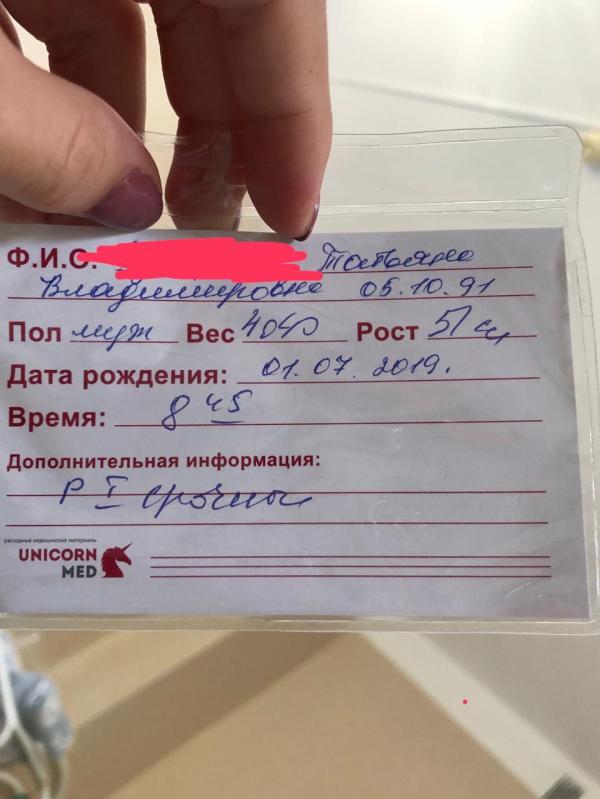 Ф.И.О. Татьяна
Владимировна 05.10.91
Пол муж Вес 4040 Рост 51 см
Дата рождения: 01.07.2019.
Время: 8 45
Дополнительная информация:
Р I срочные
расходные медицинские материалы
UNICORN
MED